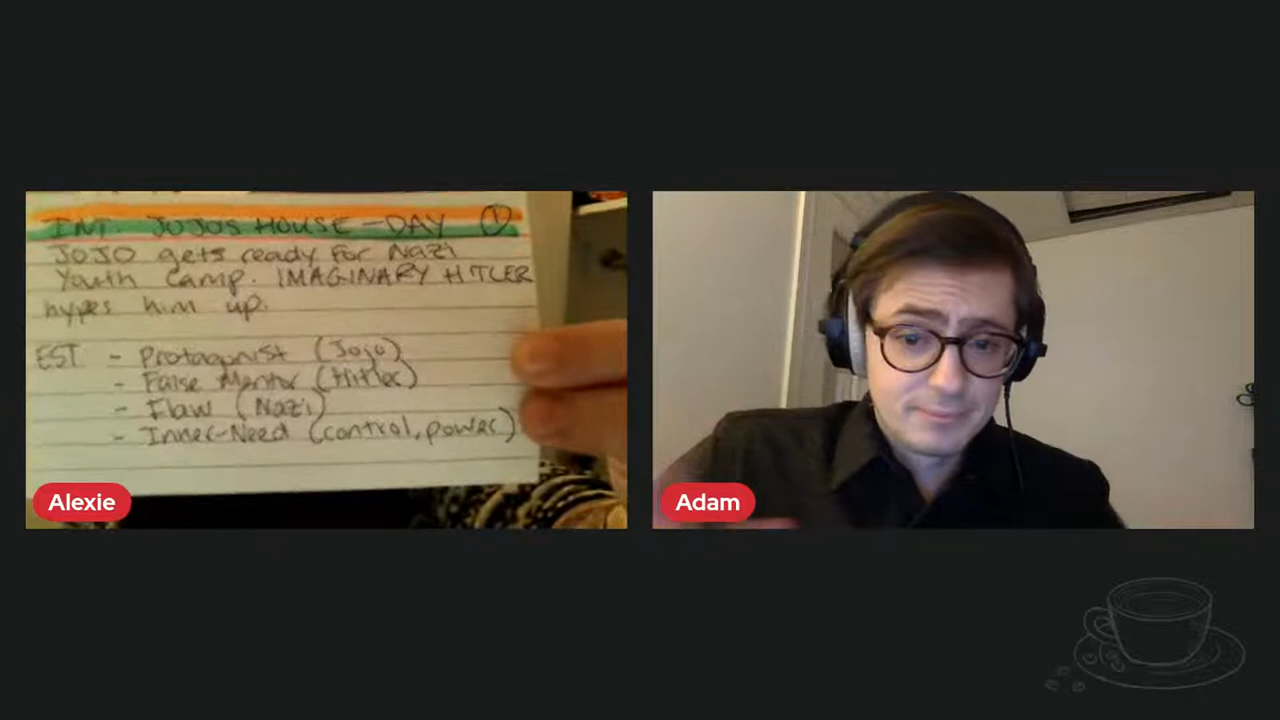 INT. JOJO'S HOUSE - DAY 1
JOJO gets ready for Nazi
Youth Camp. IMAGINARY HITLER
hypes him up.
EST - Protagonist (Jojo)
- False Mentor (Hitler)
- Flaw (Nazi)
- Inner-Need (control, power)
Alexie
Adam